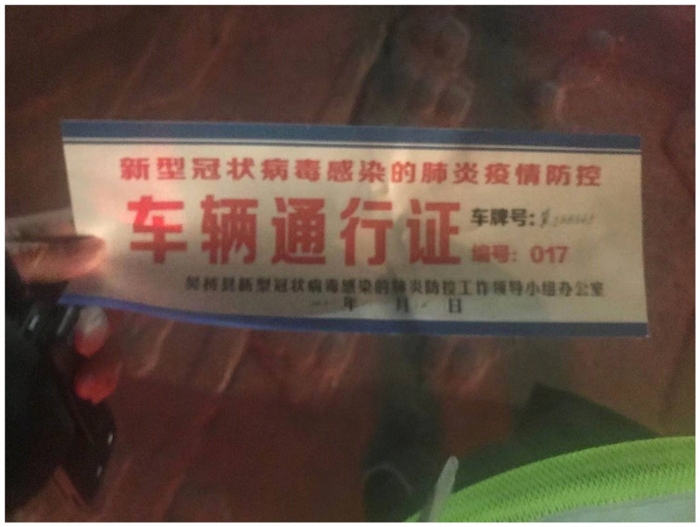 新型冠状病毒感染的肺炎疫情防控
车辆通行证
车牌号:
编号: 017
县新型冠状病毒感染的肺炎防控工作领导小组办公室
年 月 日